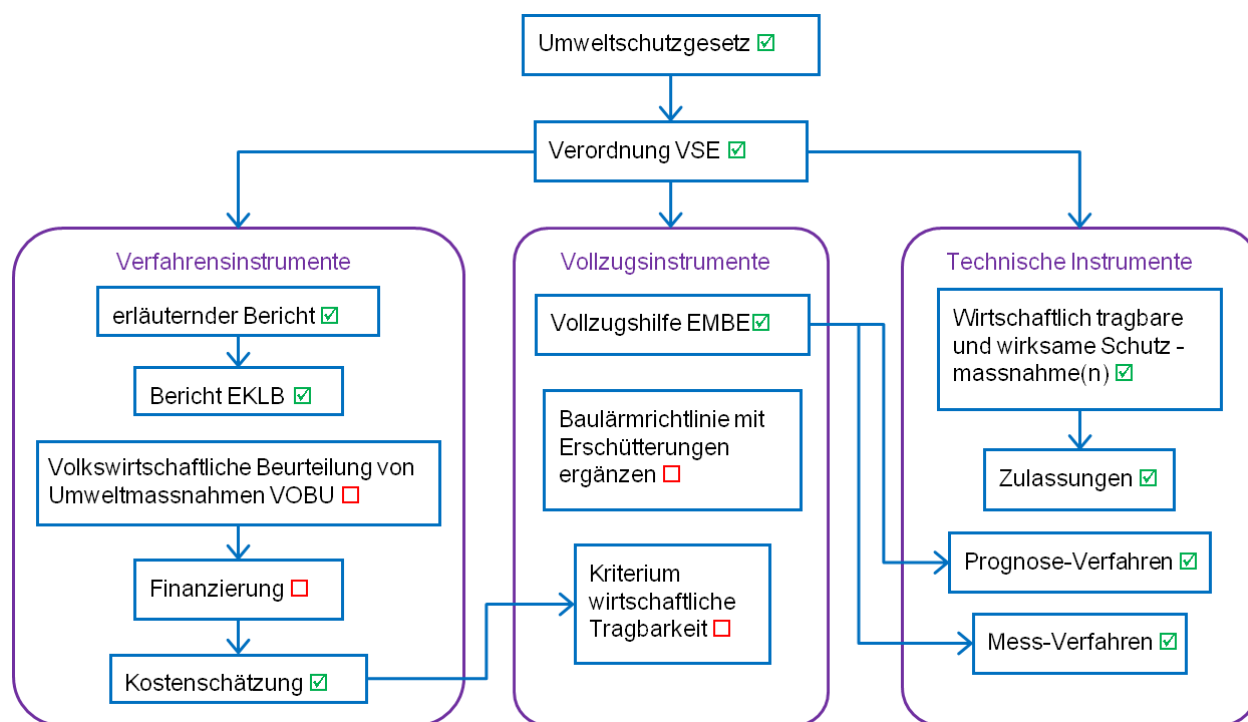 Umweltschutzgesetz ☑
Verordnung VSE ☑
Verfahrensinstrumente
erläuternder Bericht ☑
Bericht EKLB ☑
Volkswirtschaftliche Beurteilung von
Umweltmassnahmen VOBU ☐
Finanzierung ☐
Kostenschätzung ☑
Vollzugsinstrumente
Vollzugshilfe EMBE ☑
Baulärmrichtlinie mit
Erschütterungen
ergänzen ☐
Kriterium
wirtschaftliche
Tragbarkeit ☐
Technische Instrumente
Wirtschaftlich tragbare
und wirksame Schutz -
massnahme(n) ☑
Zulassungen ☑
Prognose-Verfahren ☑
Mess-Verfahren ☑